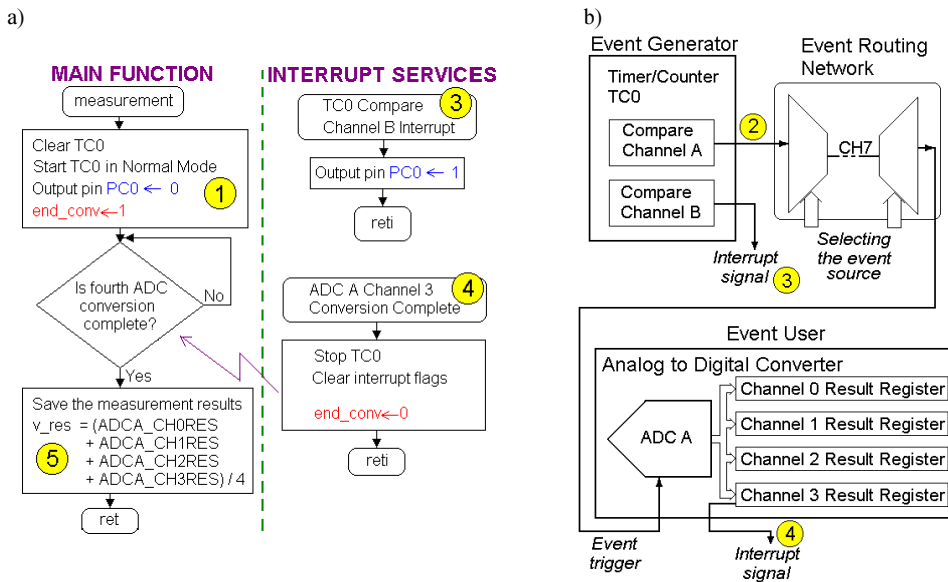 a)
MAIN FUNCTION
measurement
Clear TC0
Start TC0 in Normal Mode
Output pin PC0 ← 0
end_conv←1
1
Is fourth ADC
conversion
complete?
No
Yes
Save the measurement results
v_res = (ADCA_CH0RES
+ ADCA_CH1RES
+ ADCA_CH2RES
+ ADCA_CH3RES) / 4
5
ret
INTERRUPT SERVICES
TC0 Compare
Channel B Interrupt
3
Output pin PC0 ← 1
reti
ADC A Channel 3
Conversion Complete
4
Stop TC0
Clear interrupt flags
end_conv←0
reti
b)
Event Generator
Timer/Counter
TC0
Compare
Channel A
Compare
Channel B
2
Interrupt
signal
3
Event Routing
Network
CH7
Selecting
the event
source
Event User
Analog to Digital Converter
ADC A
Channel 0 Result Register
Channel 1 Result Register
Channel 2 Result Register
Channel 3 Result Register
Event
trigger
4
Interrupt
signal